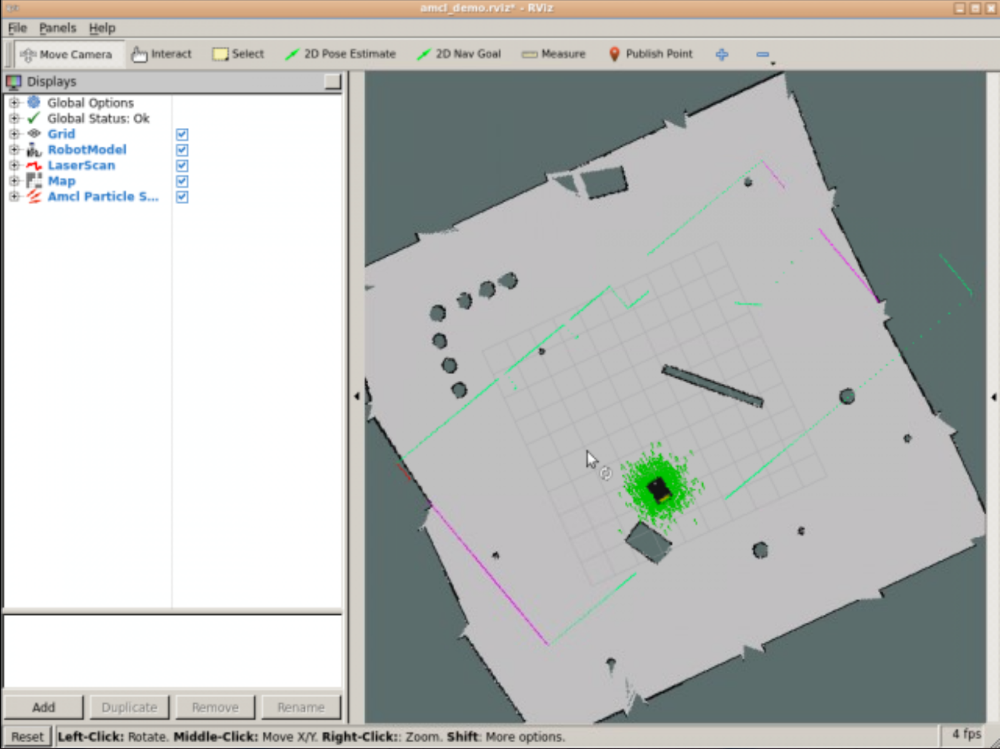 amcl_demo.rviz* - RViz
File Panels Help
Move Camera Interact Select 2D Pose Estimate 2D Nav Goal Measure Publish Point
Displays
Global Options
Global Status: Ok
Grid
RobotModel
LaserScan
Map
Amcl Particle S...
Add Duplicate Remove Rename
Reset Left-Click: Rotate. Middle-Click: Move X/Y. Right-Click:: Zoom. Shift: More options. 4 fps